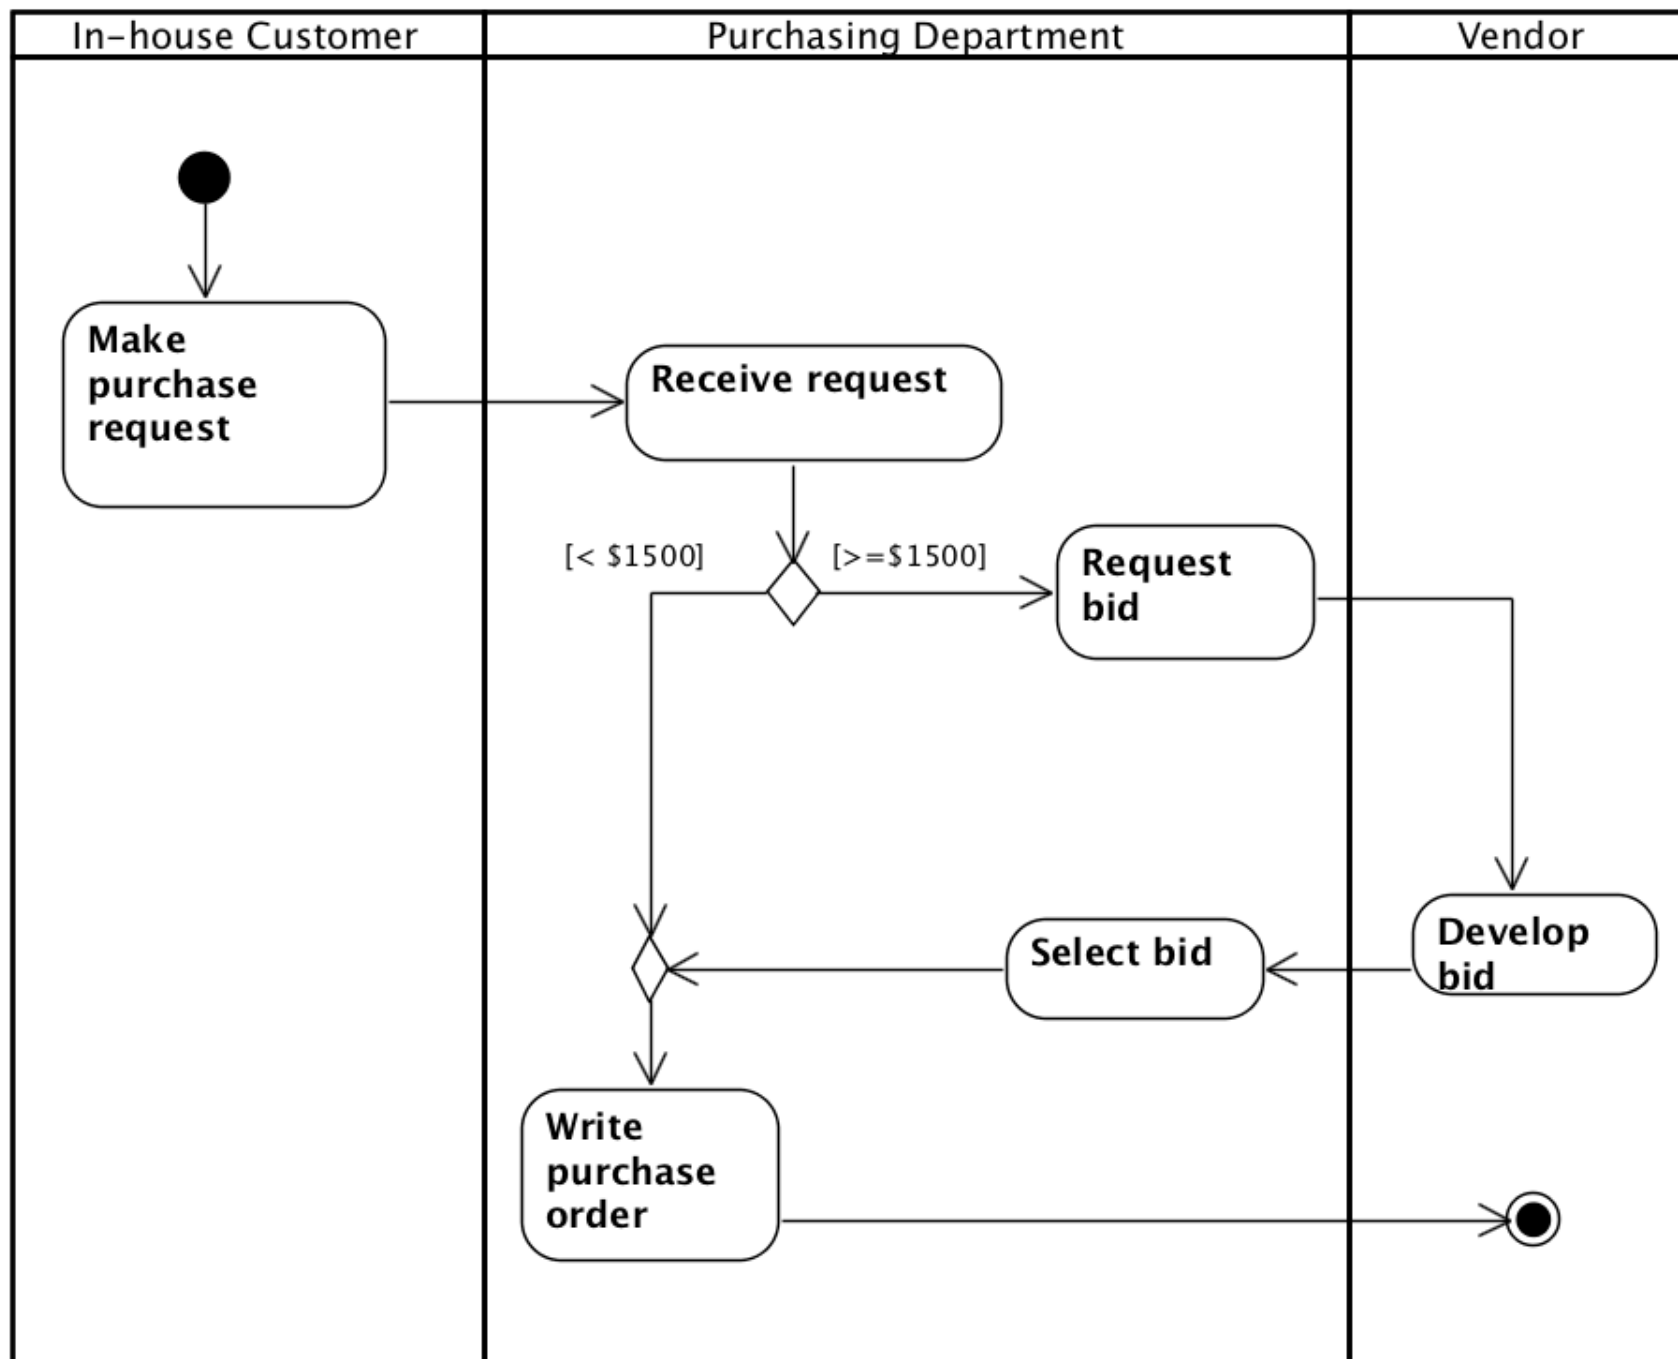 In-house Customer
Purchasing Department
Vendor
Make
purchase
request
Receive request
[< $1500]
[>=$1500]
Request
bid
Develop
bid
Select bid
Write
purchase
order